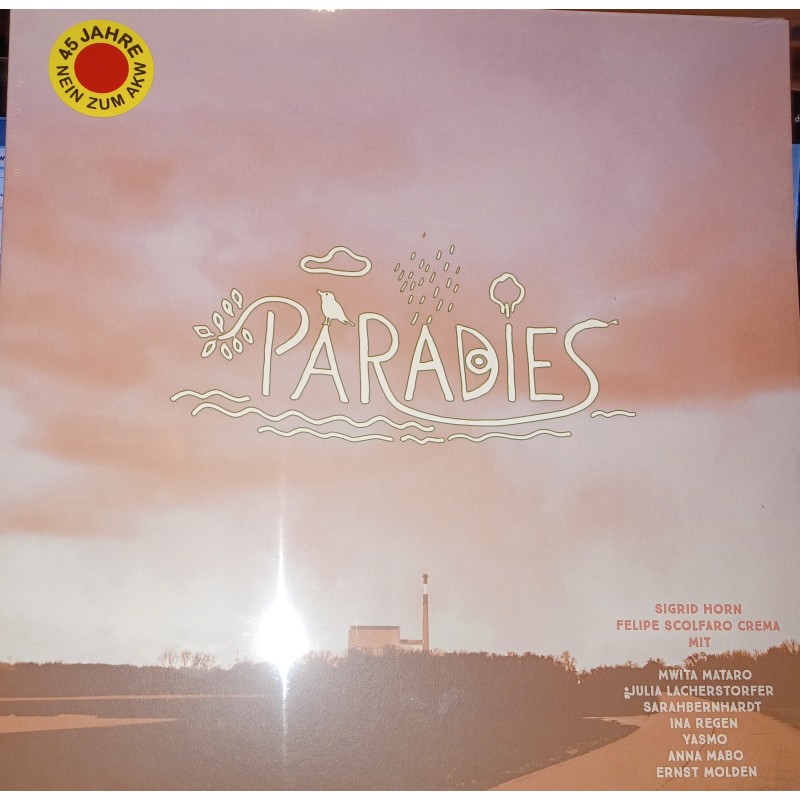 45 JAHRE
NEIN ZUM AKW
PARADIES
SIGRID HORN
FELIPE SCOLFARO CREMA
MIT
MWITA MATARO
JULIA LACHERSTORFER
SARAHBERNHARDT
INA REGEN
YASMO
ANNA MABO
ERNST MOLDEN